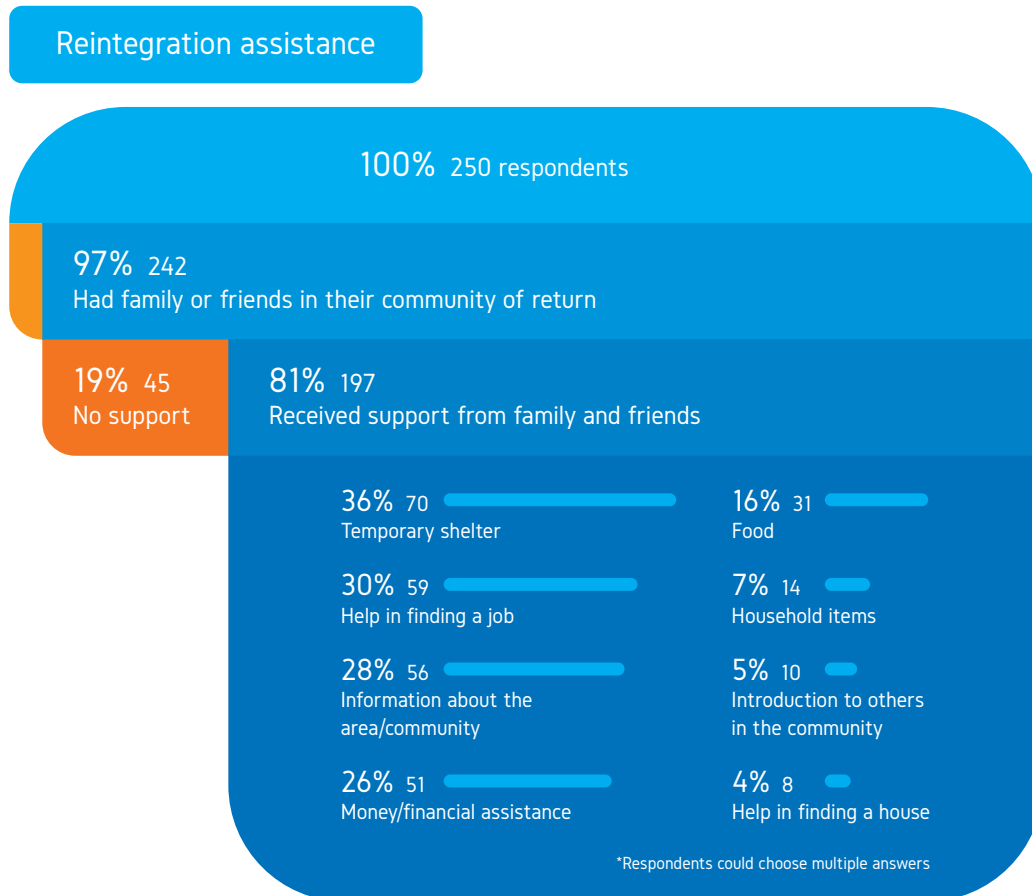 Reintegration assistance
100% 250 respondents
97% 242
Had family or friends in their community of return
19% 45
No support
81% 197
Received support from family and friends
36% 70
Temporary shelter
30% 59
Help in finding a job
28% 56
Information about the
area/community
26% 51
Money/financial assistance
16% 31
Food
7% 14
Household items
5% 10
Introduction to others
in the community
4% 8
Help in finding a house
*Respondents could choose multiple answers